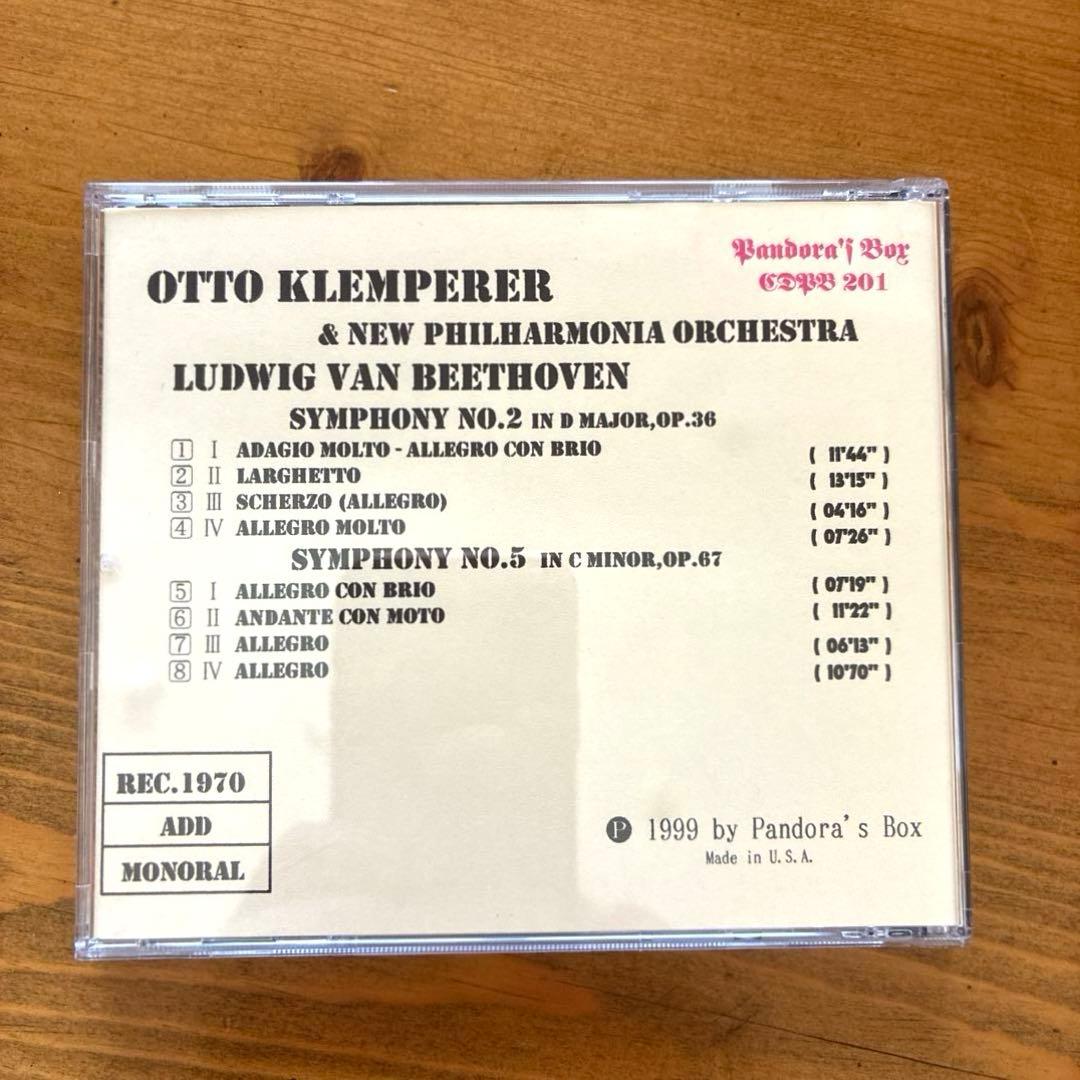 Pandora's Box
CDPB 201
OTTO KLEMPERER
& NEW PHILHARMONIA ORCHESTRA
LUDWIG VAN BEETHOVEN
SYMPHONY NO.2 IN D MAJOR,OP.36
1 I ADAGIO MOLTO - ALLEGRO CON BRIO ( 11'44" )
2 II LARGHETTO ( 13'15" )
3 III SCHERZO (ALLEGRO) ( 04'16" )
4 IV ALLEGRO MOLTO ( 07'26" )
SYMPHONY NO.5 IN C MINOR,OP.67
5 I ALLEGRO CON BRIO ( 07'19" )
6 II ANDANTE CON MOTO ( 11'22" )
7 III ALLEGRO ( 06'13" )
8 IV ALLEGRO ( 10'70" )
REC.1970
ADD
MONORAL
℗ 1999 by Pandora's Box
Made in U.S.A.